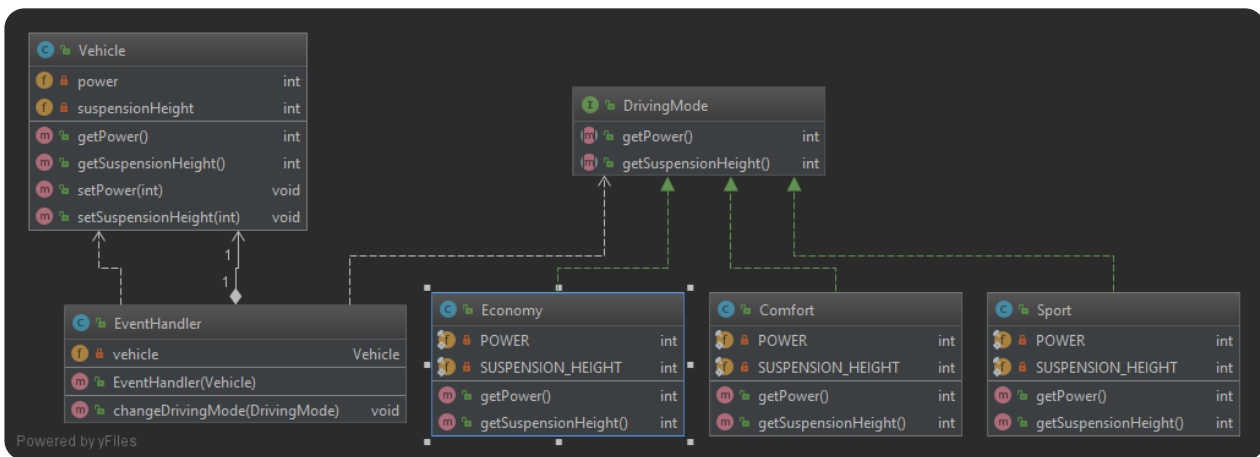 Vehicle
power int
suspensionHeight int
getPower() int
getSuspensionHeight() int
setPower(int) void
setSuspensionHeight(int) void
DrivingMode
getPower() int
getSuspensionHeight() int
1
1
EventHandler
vehicle Vehicle
EventHandler(Vehicle)
changeDrivingMode(DrivingMode) void
Economy
POWER int
SUSPENSION_HEIGHT int
getPower() int
getSuspensionHeight() int
Comfort
POWER int
SUSPENSION_HEIGHT int
getPower() int
getSuspensionHeight() int
Sport
POWER int
SUSPENSION_HEIGHT int
getPower() int
getSuspensionHeight() int
Powered by yFiles